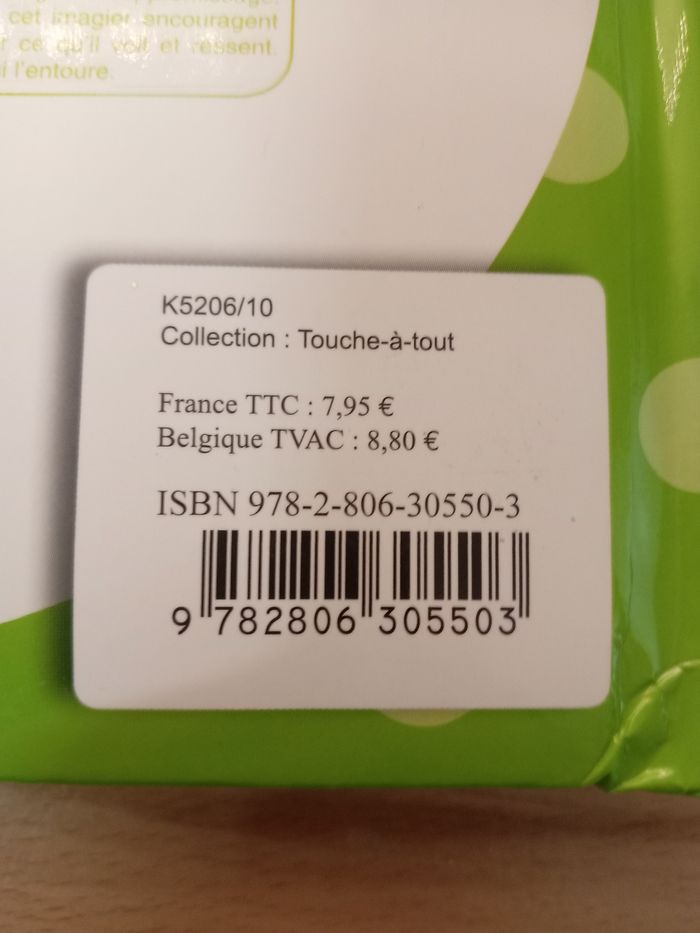 cet imagier encouragent
r ce qu'il voit et ressent.
i l'entoure.
K5206/10
Collection : Touche-à-tout
France TTC : 7,95 €
Belgique TVAC : 8,80 €
ISBN 978-2-806-30550-3
9 782806 305503